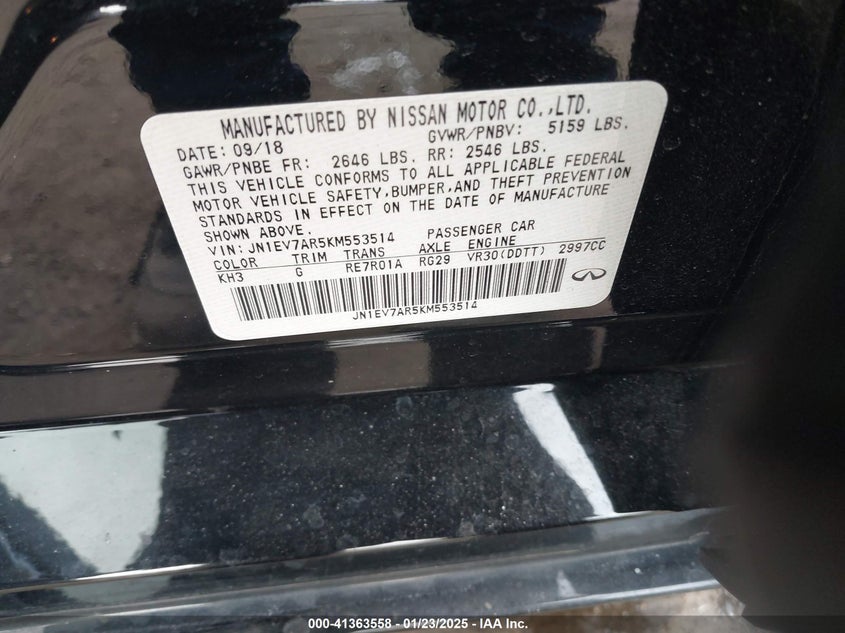 MANUFACTURED BY NISSAN MOTOR CO.,LTD.
DATE: 09/18 GVWR/PNBV: 5159 LBS.
GAWR/PNBE FR: 2646 LBS. RR: 2546 LBS.
THIS VEHICLE CONFORMS TO ALL APPLICABLE FEDERAL
MOTOR VEHICLE SAFETY,BUMPER,AND THEFT PREVENTION
STANDARDS IN EFFECT ON THE DATE OF MANUFACTURE
SHOWN ABOVE.
VIN: JN1EV7AR5KM553514 PASSENGER CAR
COLOR TRIM TRANS AXLE ENGINE
KH3 G RE7R01A RG29 VR30(DDTT) 2997CC
JN1EV7AR5KM553514
000-41363558 - 01/23/2025 - © IAA Inc.